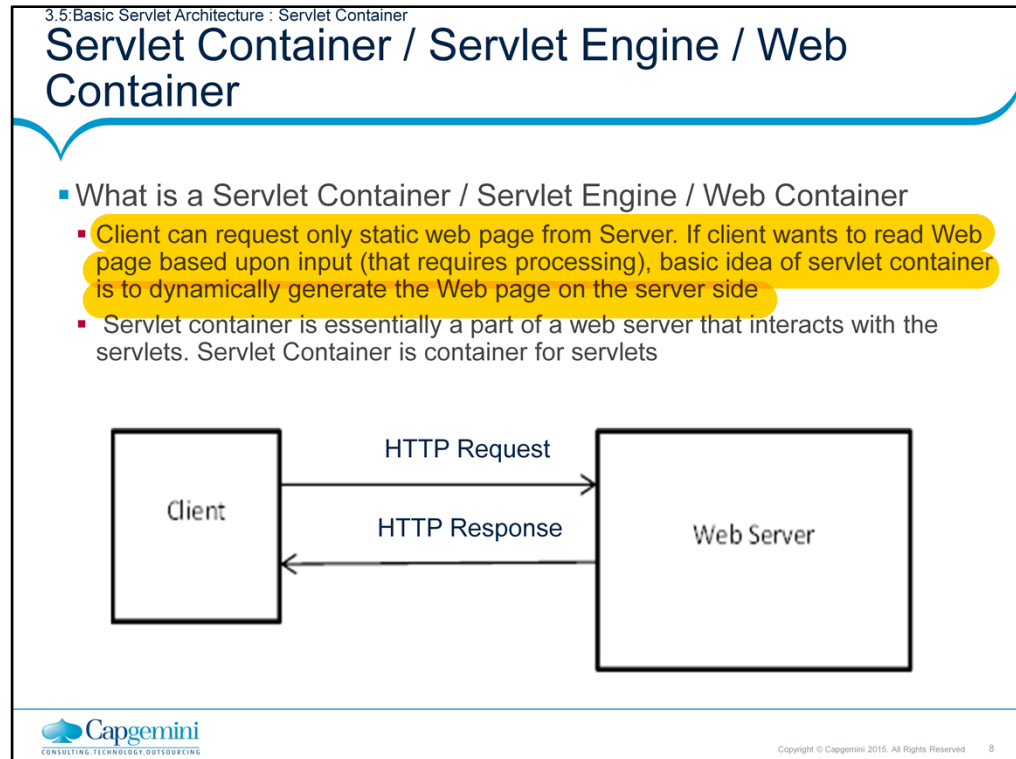 3.5:Basic Servlet Architecture : Servlet Container
Servlet Container / Servlet Engine / Web
Container
What is a Servlet Container / Servlet Engine / Web Container
Client can request only static web page from Server. If client wants to read Web
page based upon input (that requires processing), basic idea of servlet container
is to dynamically generate the Web page on the server side
Servlet container is essentially a part of a web server that interacts with the
servlets. Servlet Container is container for servlets
HTTP Request
Client
HTTP Response
Web Server
Capgemini
CONSULTING.TECHNOLOGY.OUTSOURCING
Copyright © Capgemini 2015. All Rights Reserved 8